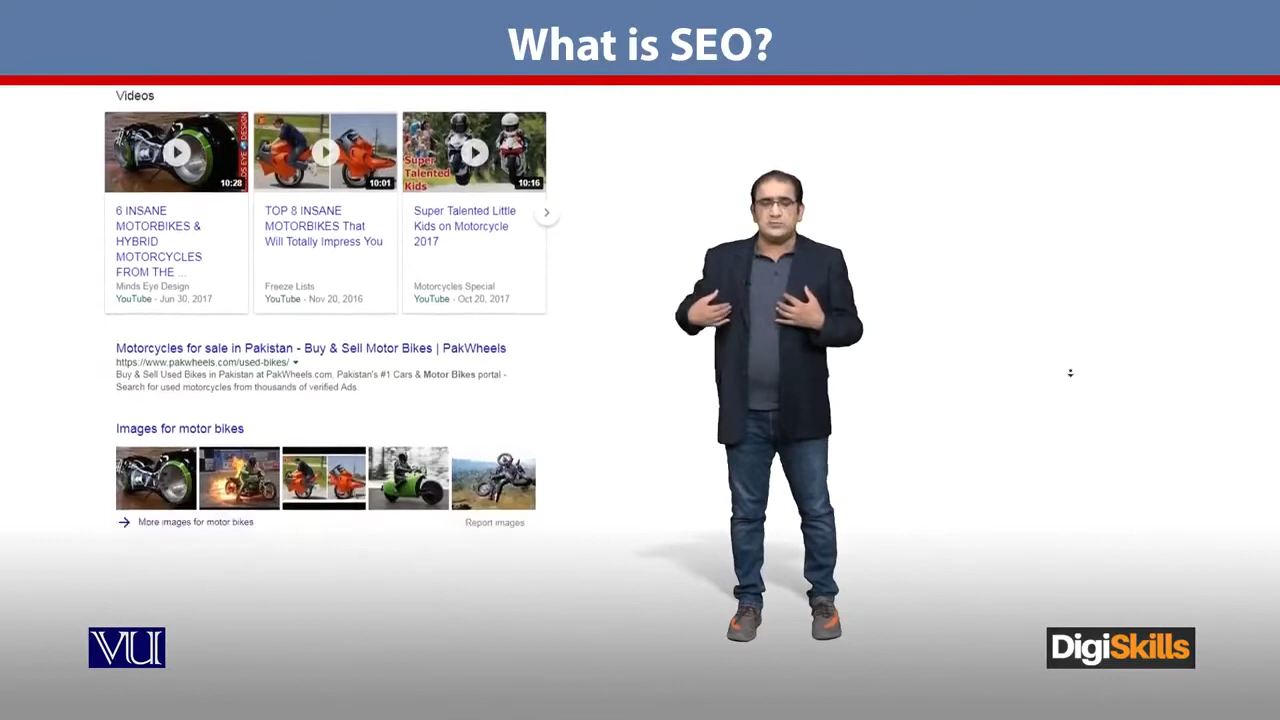 What is SEO?
Videos
10:28
10:01
Super
Talented
Kids
10:16
6 INSANE
MOTORBIKES &
HYBRID
MOTORCYCLES
FROM THE ...
Minds Eye Design
YouTube - Jun 30, 2017
TOP 8 INSANE
MOTORBIKES That
Will Totally Impress You
Freeze Lists
YouTube - Nov 20, 2016
Super Talented Little
Kids on Motorcycle
2017
Motorcycles Special
YouTube - Oct 20, 2017
Motorcycles for sale in Pakistan - Buy & Sell Motor Bikes | PakWheels
https://www.pakwheels.com/used-bikes/
Buy & Sell Used Bikes in Pakistan at PakWheels.com, Pakistan's #1 Cars & Motor Bikes portal -
Search for used motorcycles from thousands of verified Ads.
Images for motor bikes
More images for motor bikes
Report images
VU
DigiSkills